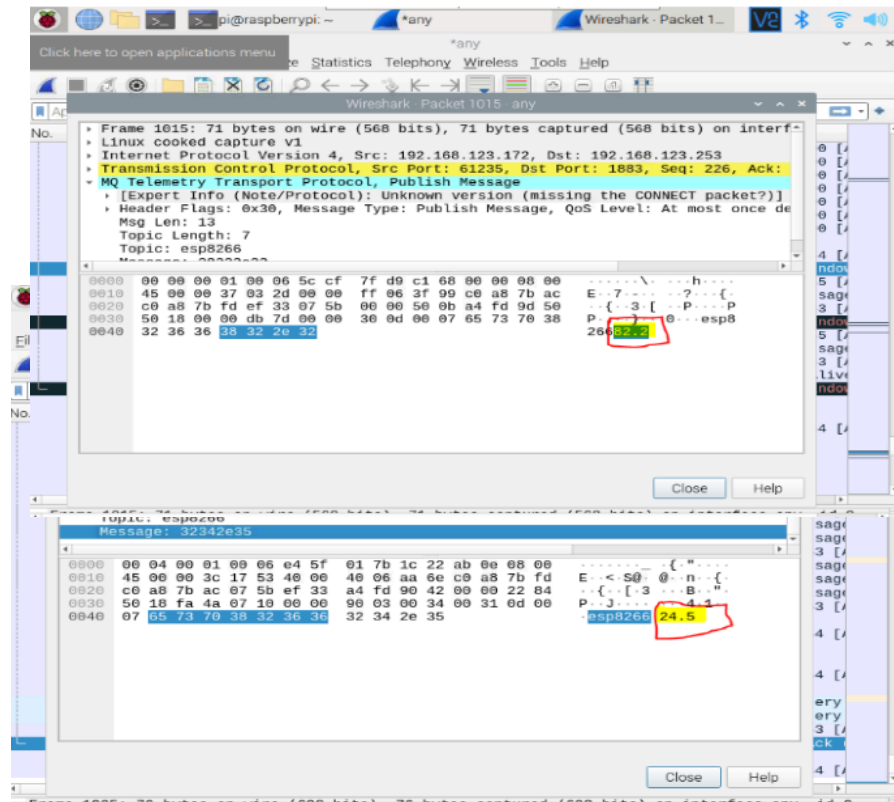 pi@raspberrypi: ~
*any
Wireshark · Packet 1...
Click here to open applications menu
*any
Statistics Telephony Wireless Tools Help
No.
Wireshark · Packet 1015 · any
Frame 1015: 71 bytes on wire (568 bits), 71 bytes captured (568 bits) on interf
Linux cooked capture v1
Internet Protocol Version 4, Src: 192.168.123.172, Dst: 192.168.123.253
Transmission Control Protocol, Src Port: 61235, Dst Port: 1883, Seq: 226, Ack:
MQ Telemetry Transport Protocol, Publish Message
[Expert Info (Note/Protocol): Unknown version (missing the CONNECT packet?)]
Header Flags: 0x30, Message Type: Publish Message, QoS Level: At most once de
Msg Len: 13
Topic Length: 7
Topic: esp8266
0000 00 00 00 01 00 06 5c cf 7f d9 c1 68 00 00 08 00 ······\· ···h····
0010 45 00 00 37 03 2d 00 00 ff 06 3f 99 c0 a8 7b ac E··7·-·· ··?···{·
0020 c0 a8 7b fd ef 33 07 5b 00 00 50 0b a4 fd 9d 50 ··{··3·[ ··P····P
0030 50 18 00 00 db 7d 00 00 30 0d 00 07 65 73 70 38 P····}·· 0···esp8
0040 32 36 36 38 32 2e 32 26682.2
Close Help
No.
Topic: esp8266
Message: 32342e35
0000 00 04 00 01 00 06 e4 5f 01 7b 1c 22 ab 0e 08 00 ·······_ ·{·"····
0010 45 00 00 3c 17 53 40 00 40 06 aa 6e c0 a8 7b fd E··<·S@· @··n··{·
0020 c0 a8 7b ac 07 5b ef 33 a4 fd 90 42 00 00 22 84 ··{··[·3 ···B··"·
0030 50 18 fa 4a 07 10 00 00 90 03 00 34 00 31 0d 00 P··J···· ···4·1··
0040 07 65 73 70 38 32 36 36 32 34 2e 35 ·esp8266 24.5
Close Help